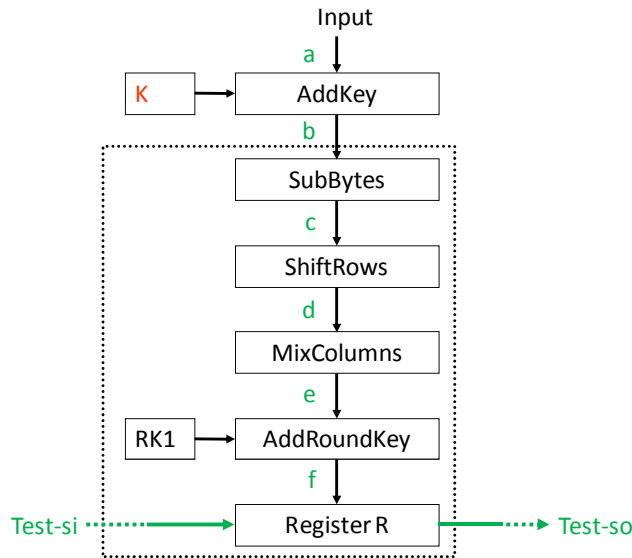 Input
a
K
AddKey
b
SubBytes
c
ShiftRows
d
MixColumns
e
RK1
AddRoundKey
f
Test-si
Register R
Test-so